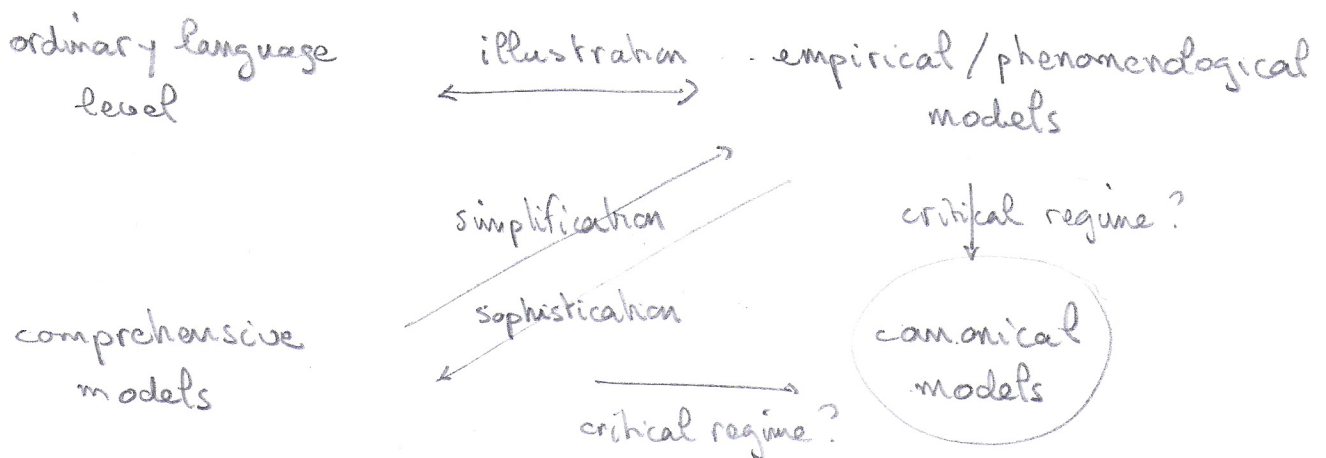 ordinary language
level
illustration
empirical / phenomenological
models
simplification
critical regime?
sophistication
comprehensive
models
canonical
models
critical regime?